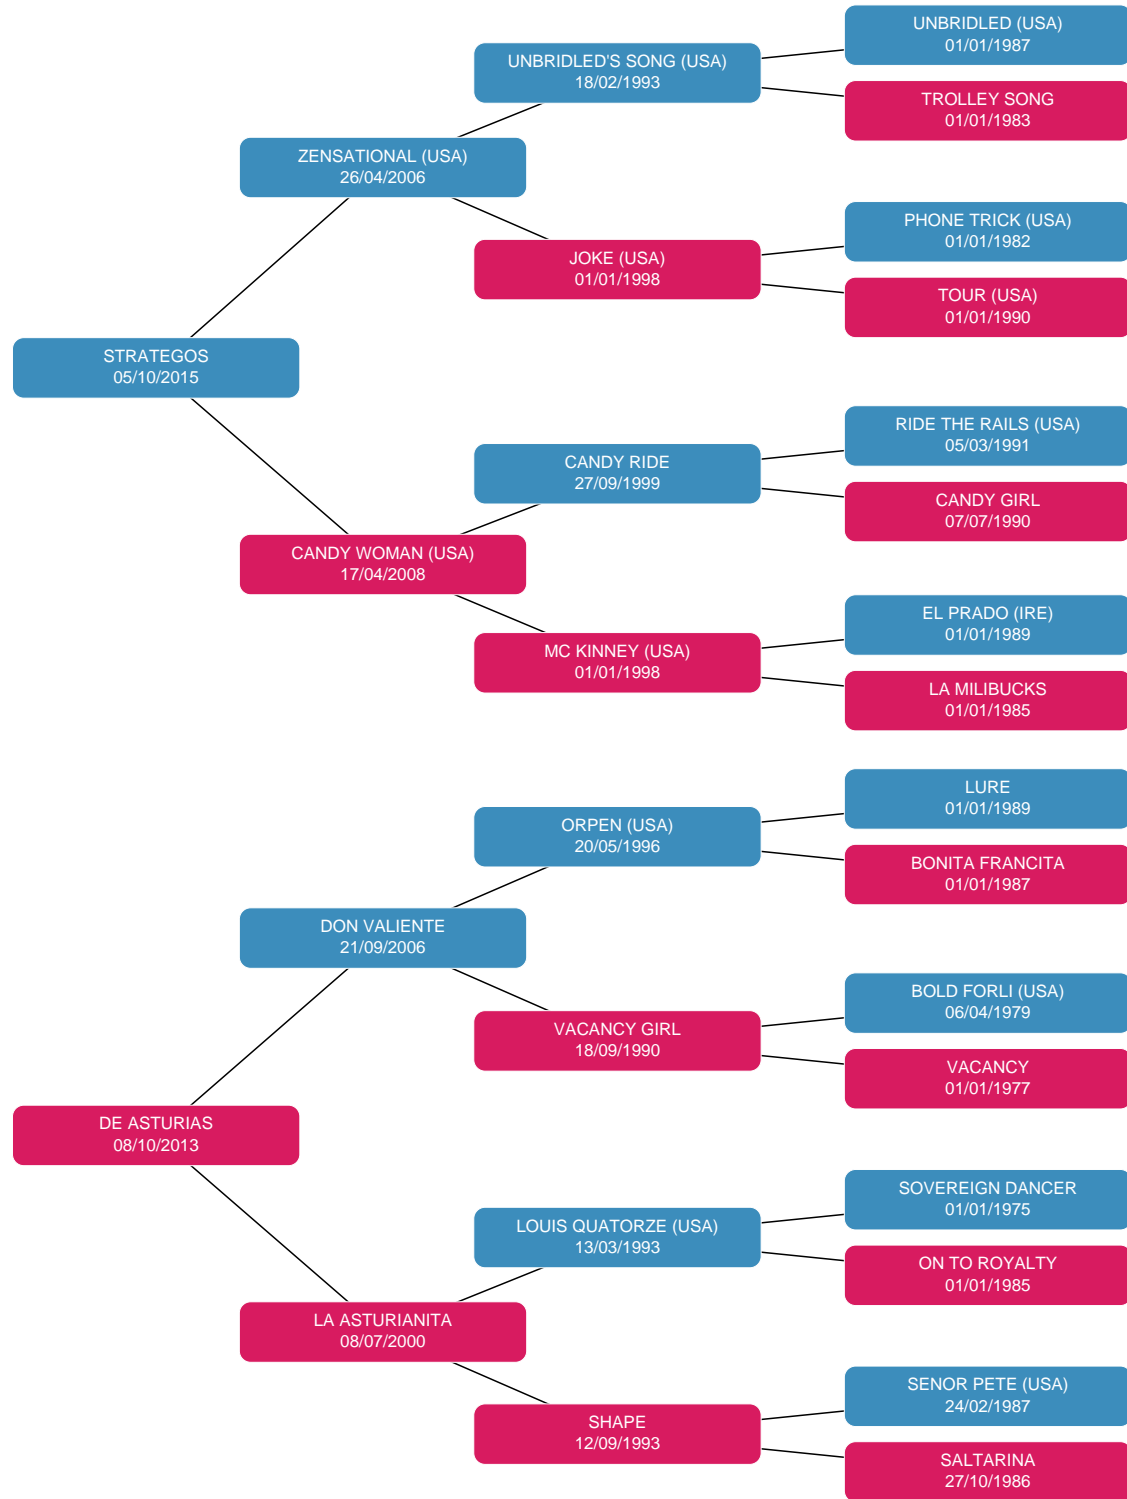 UNBRIDLED (USA)
01/01/1987
UNBRIDLED'S SONG (USA)
18/02/1993
TROLLEY SONG
01/01/1983
ZENSATIONAL (USA)
26/04/2006
PHONE TRICK (USA)
01/01/1982
JOKE (USA)
01/01/1998
TOUR (USA)
01/01/1990
STRATEGOS
05/10/2015
RIDE THE RAILS (USA)
05/03/1991
CANDY RIDE
27/09/1999
CANDY GIRL
07/07/1990
CANDY WOMAN (USA)
17/04/2008
EL PRADO (IRE)
01/01/1989
MC KINNEY (USA)
01/01/1998
LA MILIBUCKS
01/01/1985
LURE
01/01/1989
ORPEN (USA)
20/05/1996
BONITA FRANCITA
01/01/1987
DON VALIENTE
21/09/2006
BOLD FORLI (USA)
06/04/1979
VACANCY GIRL
18/09/1990
VACANCY
01/01/1977
DE ASTURIAS
08/10/2013
SOVEREIGN DANCER
01/01/1975
LOUIS QUATORZE (USA)
13/03/1993
ON TO ROYALTY
01/01/1985
LA ASTURIANITA
08/07/2000
SENOR PETE (USA)
24/02/1987
SHAPE
12/09/1993
SALTARINA
27/10/1986